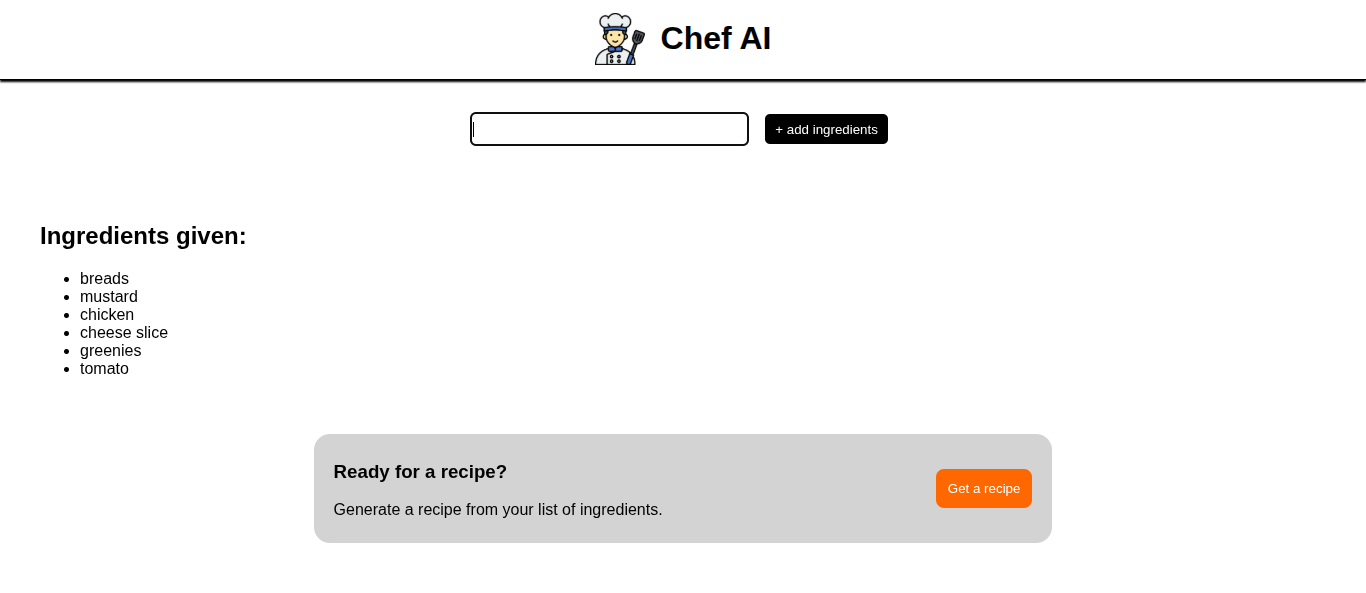 Chef AI
+ add ingredients
Ingredients given:
breads
mustard
chicken
cheese slice
greenies
tomato
Ready for a recipe?
Generate a recipe from your list of ingredients.
Get a recipe